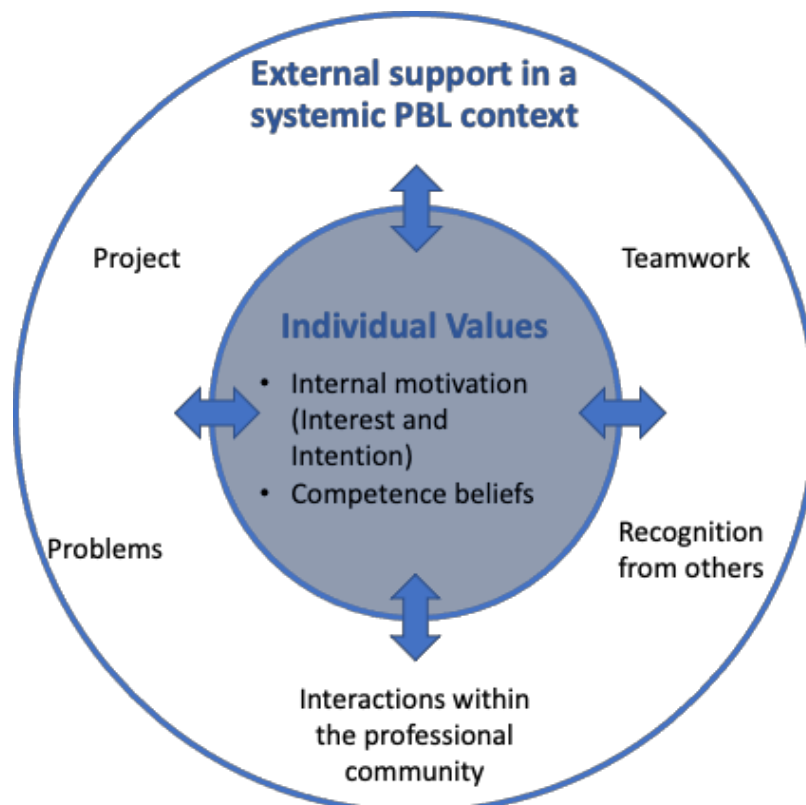 External support in a
systemic PBL context
Project
Teamwork
Individual Values
• Internal motivation
(Interest and
Intention)
• Competence beliefs
Problems
Recognition
from others
Interactions within
the professional
community